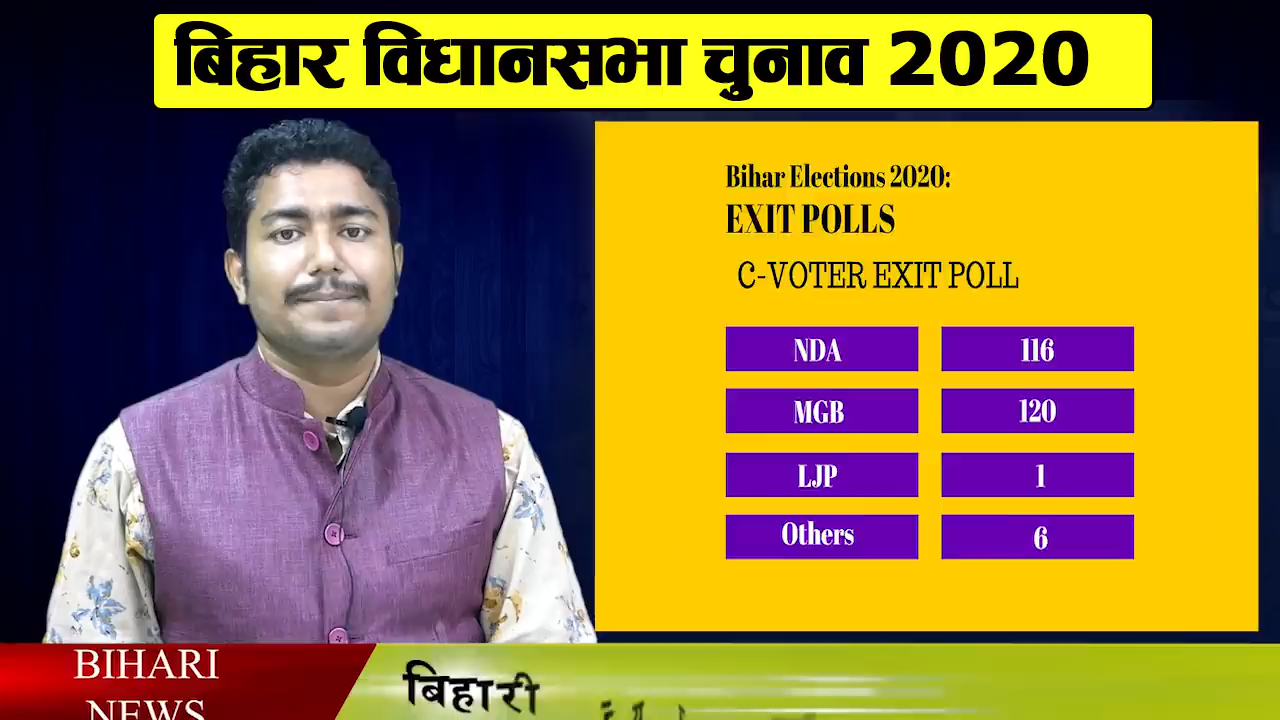 बिहार विधानसभा चुनाव 2020
Bihar Elections 2020:
EXIT POLLS
C-VOTER EXIT POLL
NDA 116
MGB 120
LJP 1
Others 6
BIHARI
NEWS
बिहारी